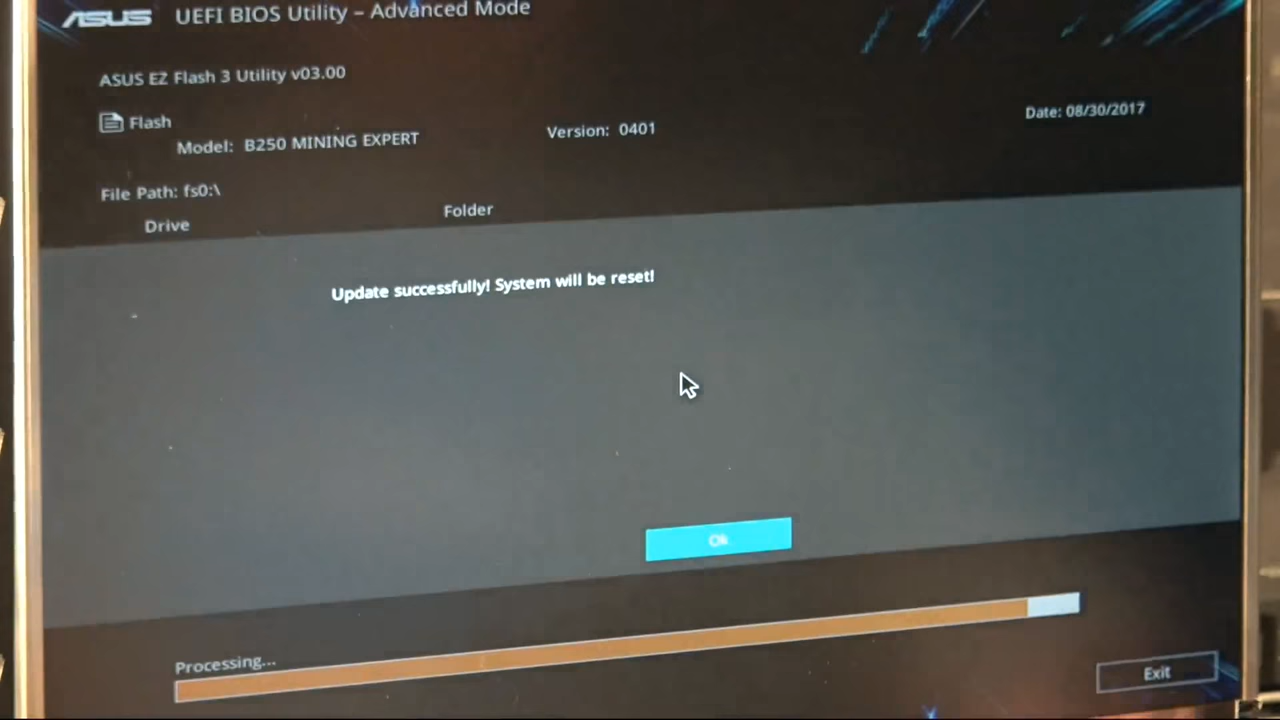 ASUS UEFI BIOS Utility – Advanced Mode
ASUS EZ Flash 3 Utility v03.00
Flash
Model: B250 MINING EXPERT Version: 0401 Date: 08/30/2017
File Path: fs0:\
Drive Folder
Update successfully! System will be reset!
Ok
Processing...
Exit